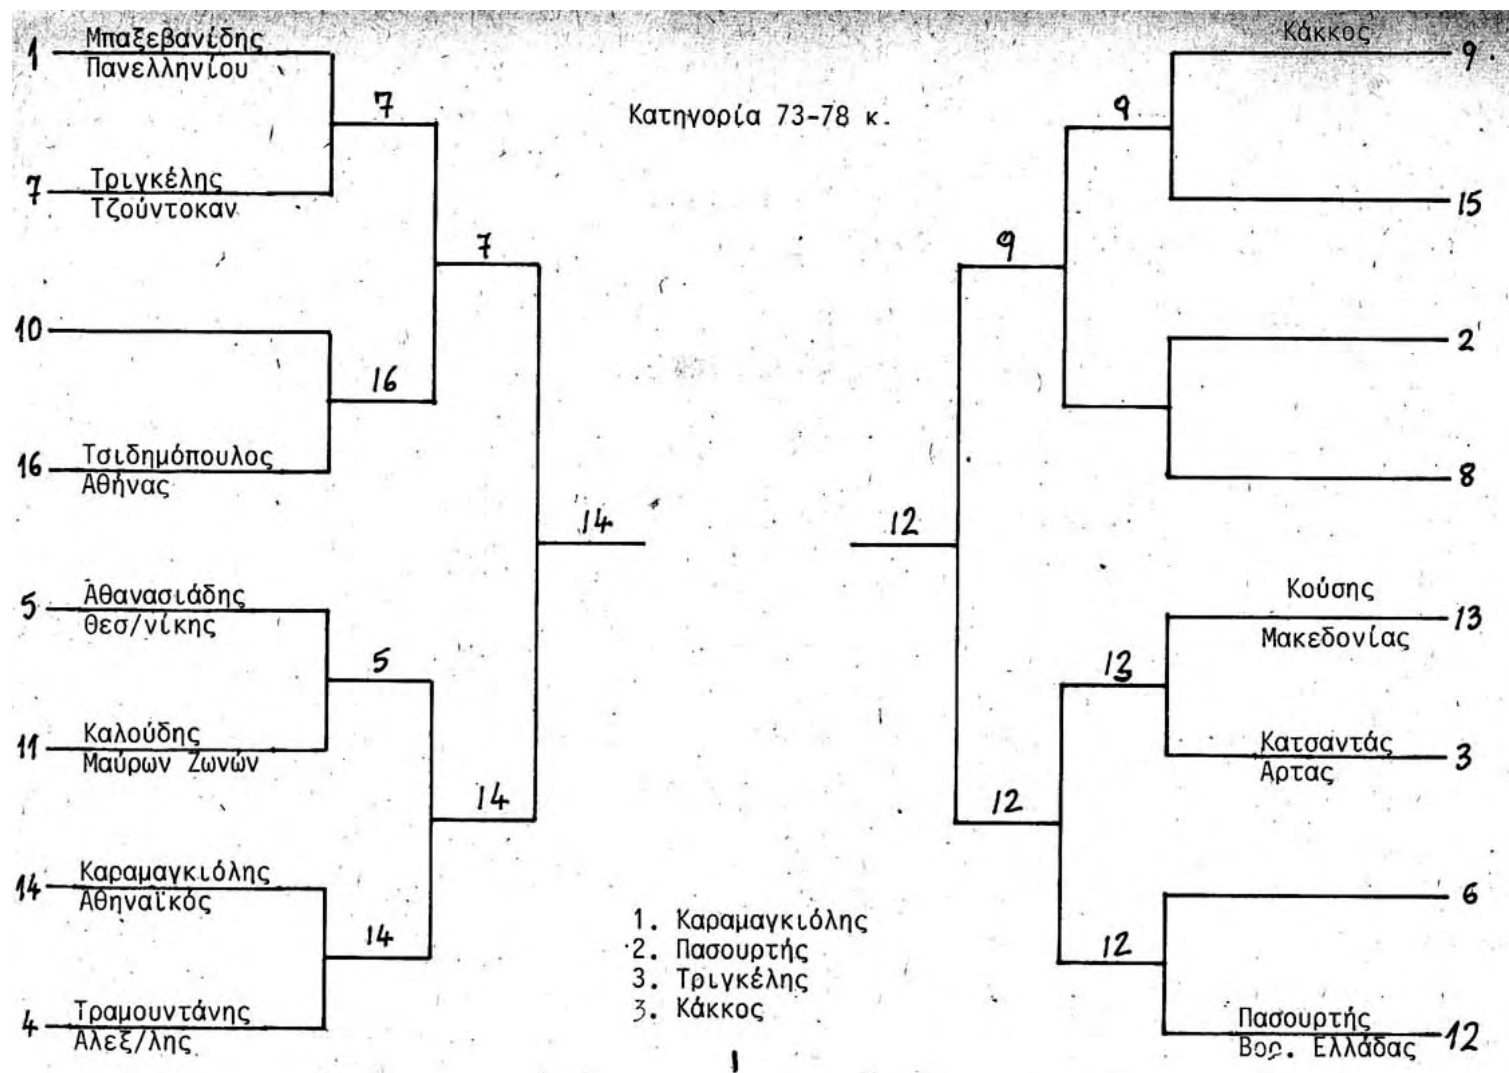 Κατηγορία 73-78 κ.
1 Μπαξεβανίδης
Πανελληνίου
7
7 Τριγκέλης
Τζούντοκαν
7
10
16
16 Τσιδημόπουλος
Αθήνας
14
5 Αθανασιάδης
Θεσ/νίκης
5
11 Καλούδης
Μαύρων Ζωνών
14
14 Καραμαγκιόλης
Αθηναϊκός
14
4 Τραμουντάνης
Αλεξ/λης
Κάκκος 9
9
15
9
2
8
12
Κούσης 13
Μακεδονίας
13
Κατσαντάς 3
Αρτας
12
6
12
Πασουρτής 12
Βορ. Ελλάδας
1. Καραμαγκιόλης
2. Πασουρτής
3. Τριγκέλης
3. Κάκκος